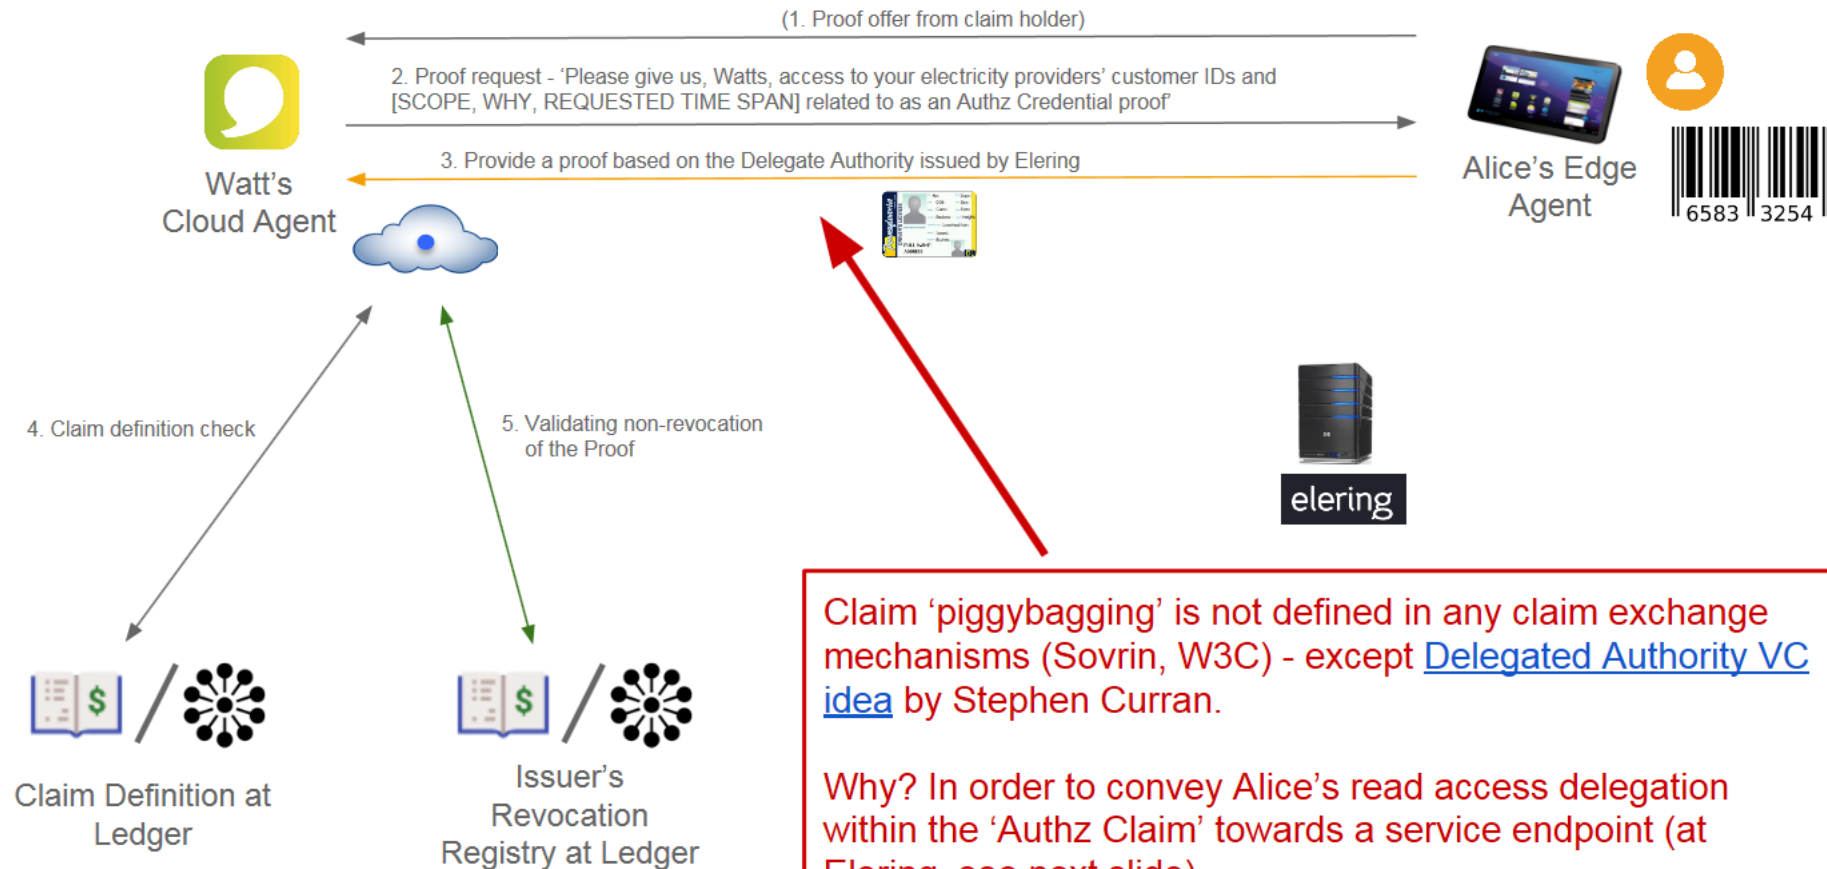 (1. Proof offer from claim holder)
2. Proof request - ‘Please give us, Watts, access to your electricity providers’ customer IDs and
[SCOPE, WHY, REQUESTED TIME SPAN] related to as an Authz Credential proof’
3. Provide a proof based on the Delegate Authority issued by Elering
Watt’s
Cloud Agent
Alice’s Edge
Agent
6583 3254
4. Claim definition check
5. Validating non-revocation
of the Proof
elering
Claim Definition at
Ledger
Issuer’s
Revocation
Registry at Ledger
Claim ‘piggybagging’ is not defined in any claim exchange
mechanisms (Sovrin, W3C) - except Delegated Authority VC
idea by Stephen Curran.
Why? In order to convey Alice’s read access delegation
within the ‘Authz Claim’ towards a service endpoint (at
Elering, see next slide)